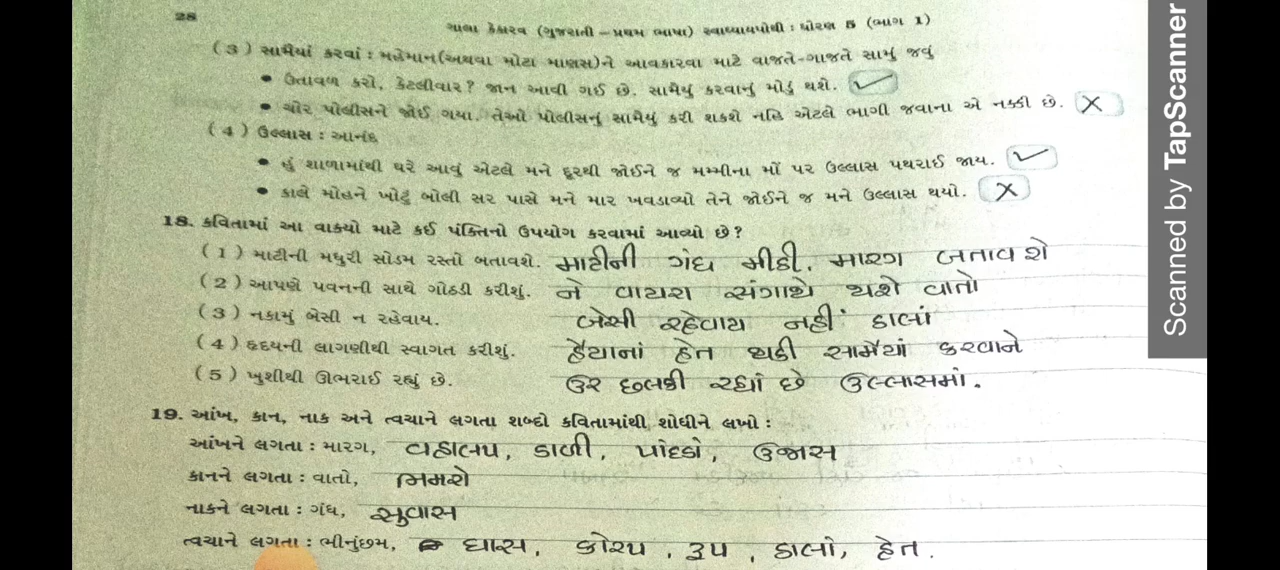 28
બાલા કેકારવ (ગુજરાતી – પ્રથમ ભાષા) સ્વાધ્યાયપોથી : ધોરણ 5 (ભાગ 1)
(3) સામૈયાં કરવાં : મહેમાન(અથવા મોટા માણસ)ને આવકારવા માટે વાજતે-ગાજતે સામું જવું
• ઉતાવળ કરો, કેટલીવાર? જાન આવી ગઈ છે. સામૈયુ કરવાનું મોડું થશે. ✓
• ચોર પોલીસને જોઈ ગયા. તેઓ પોલીસનું સામૈયુ કરી શકશે નહિ એટલે ભાગી જવાના એ નક્કી છે. X
(4) ઉલ્લાસ : આનંદ
• હું શાળામાંથી ઘરે આવું એટલે મને દૂરથી જોઈને જ મમ્મીના મોં પર ઉલ્લાસ પથરાઈ જાય. ✓
• કાલે મોહને ખોટું બોલી સર પાસે મને માર ખવડાવ્યો તેને જોઈને જ મને ઉલ્લાસ થયો. X
18. કવિતામાં આ વાક્યો માટે કઈ પંક્તિનો ઉપયોગ કરવામાં આવ્યો છે?
(1) માટીની મધુરી સોડમ રસ્તો બતાવશે. માટીની ગંધ મીઠી, મારગ બતાવશે
(2) આપણે પવનની સાથે ગોઠડી કરીશું. ને વાયરા સંગાથે થશે વાતો
(3) નકામું બેસી ન રહેવાય. બેસી રહેવાય નહીં ઠાલાં
(4) હૃદયની લાગણીથી સ્વાગત કરીશું. હૈયાનાં હેત થકી સામૈયાં કરવાને
(5) ખુશીથી ઊભરાઈ રહ્યું છે. ઉર છલકી રહ્યાં છે ઉલ્લાસમાં.
19. આંખ, કાન, નાક અને ત્વચાને લગતા શબ્દો કવિતામાંથી શોધીને લખો :
આંખને લગતા : મારગ, વહાલપ, ડાળી, પાંદડાં, ઉજાસ
કાનને લગતા : વાતો,
નાકને લગતા : ગંધ, સુવાસ
ત્વચાને લગતા : ભીનુંછમ, ઘાસ, કોરપ, રૂપ, ઠાલાં, હેત.
Scanned by TapScanner